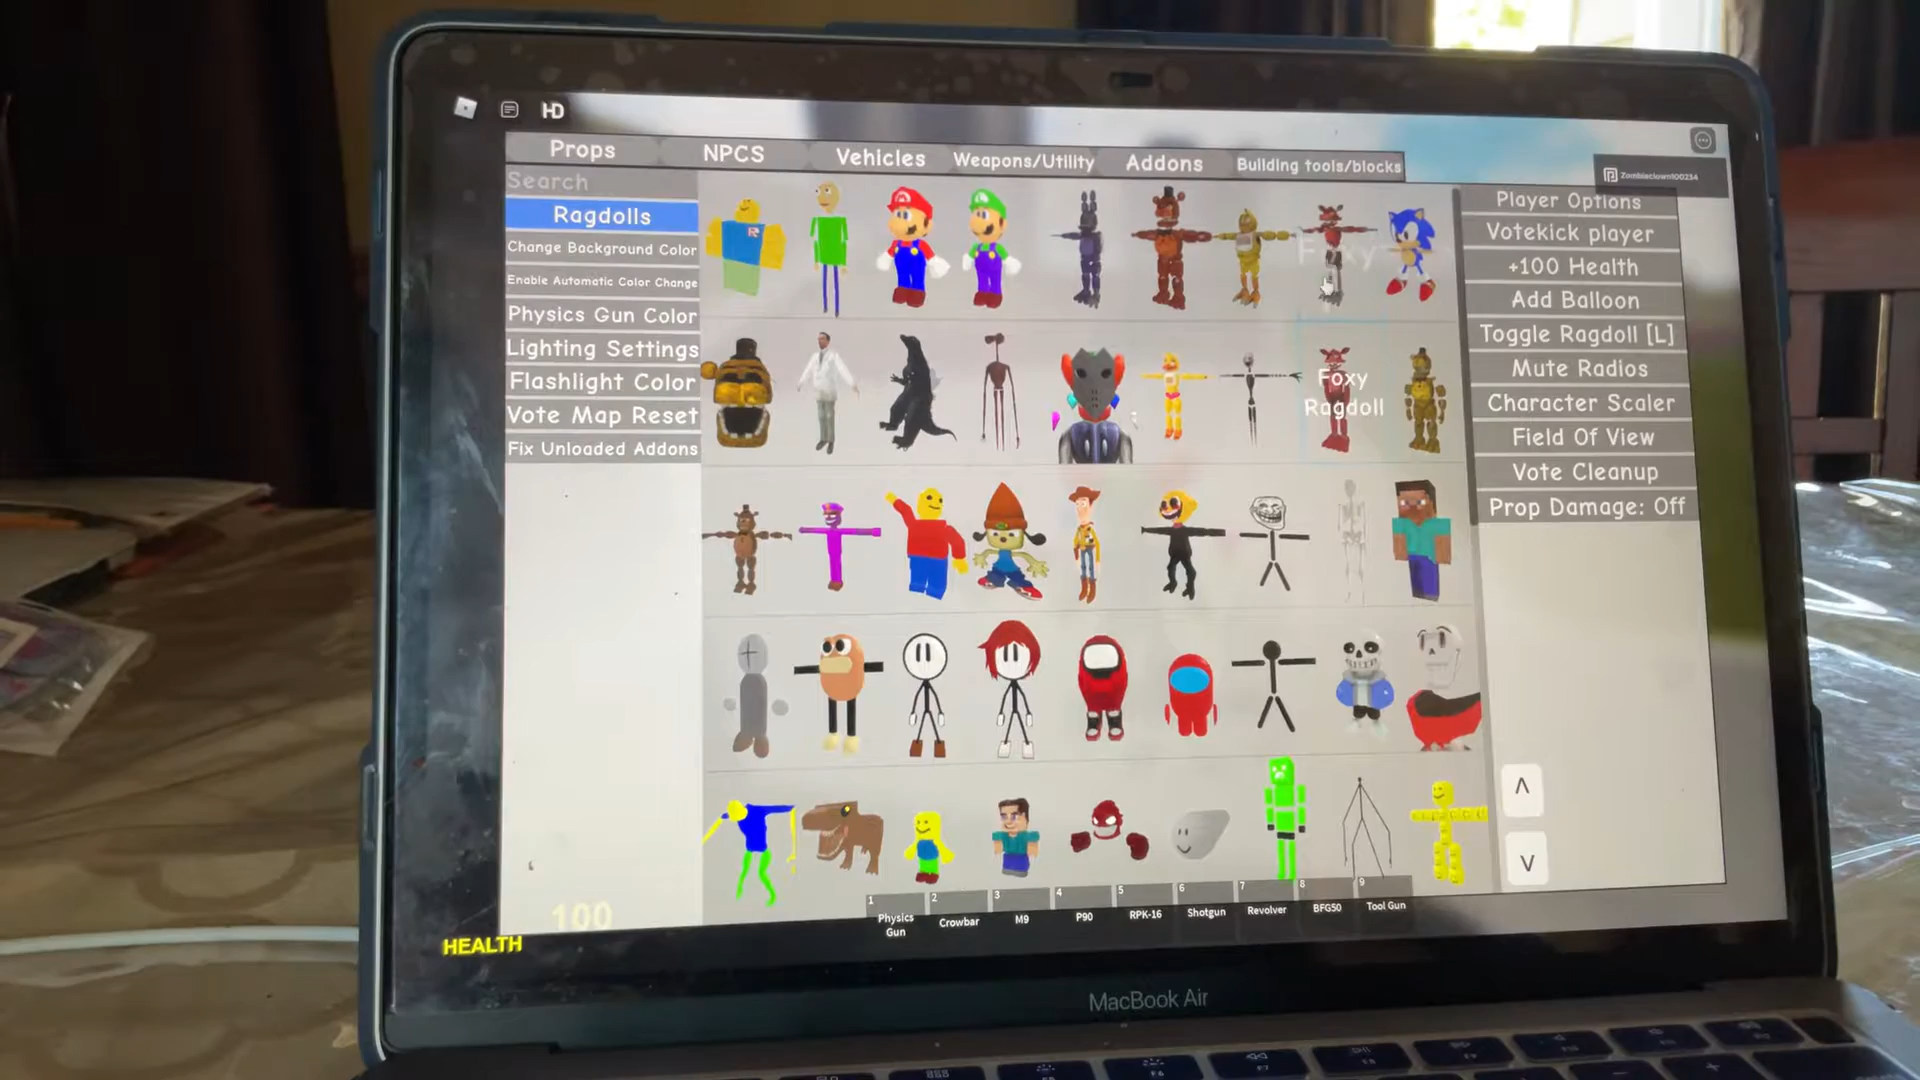 HD
Props
NPCS
Vehicles
Weapons/Utility
Addons
Building tools/blocks
Zombieclown100234
Search
Ragdolls
Change Background Color
Enable Automatic Color Change
Physics Gun Color
Lighting Settings
Flashlight Color
Vote Map Reset
Fix Unloaded Addons
Foxy
Foxy
Ragdoll
Player Options
Votekick player
+100 Health
Add Balloon
Toggle Ragdoll [L]
Mute Radios
Character Scaler
Field Of View
Vote Cleanup
Prop Damage: Off
^
v
100
HEALTH
1 Physics
Gun
2 Crowbar
3 M9
4 P90
5 RPK-16
6 Shotgun
7 Revolver
8 BFG50
9 Tool Gun
MacBook Air